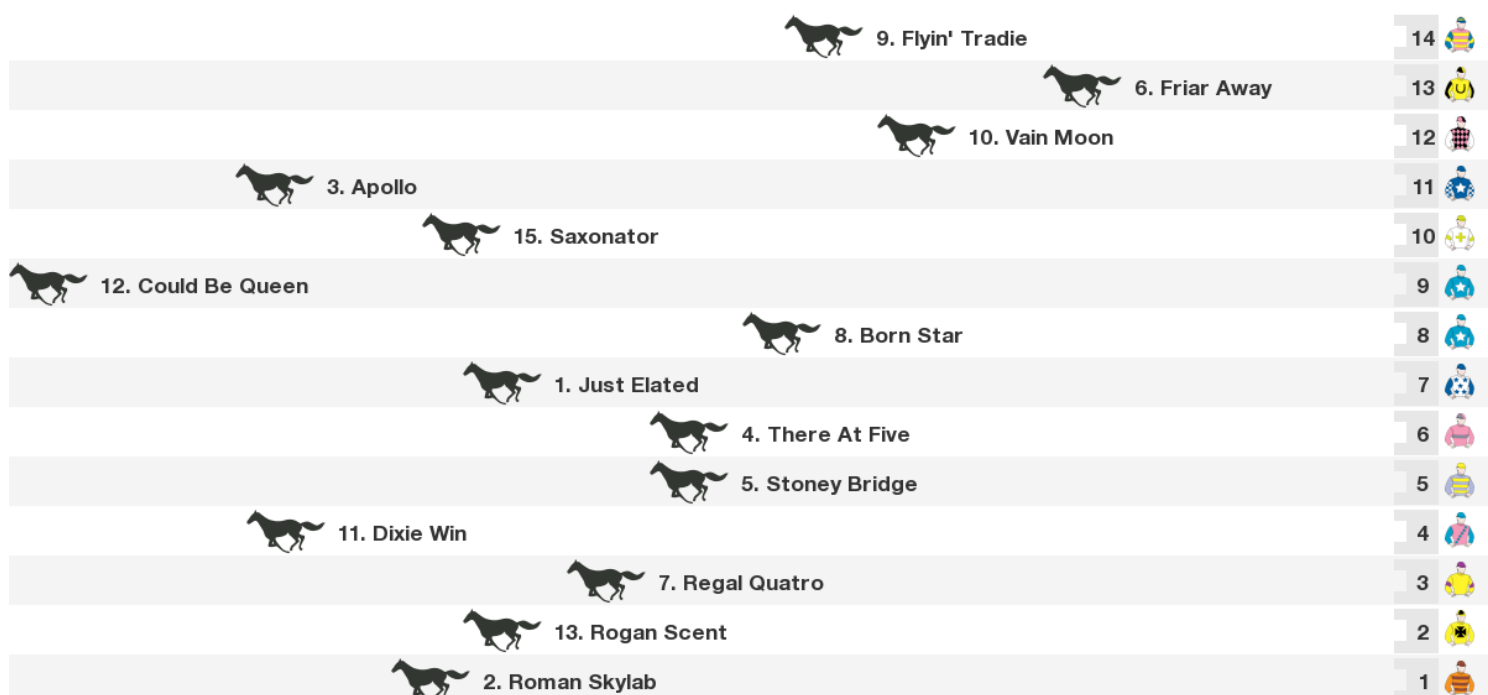 9. Flyin' Tradie 14
6. Friar Away 13
10. Vain Moon 12
3. Apollo 11
15. Saxonator 10
12. Could Be Queen 9
8. Born Star 8
1. Just Elated 7
4. There At Five 6
5. Stoney Bridge 5
11. Dixie Win 4
7. Regal Quatro 3
13. Rogan Scent 2
2. Roman Skylab 1